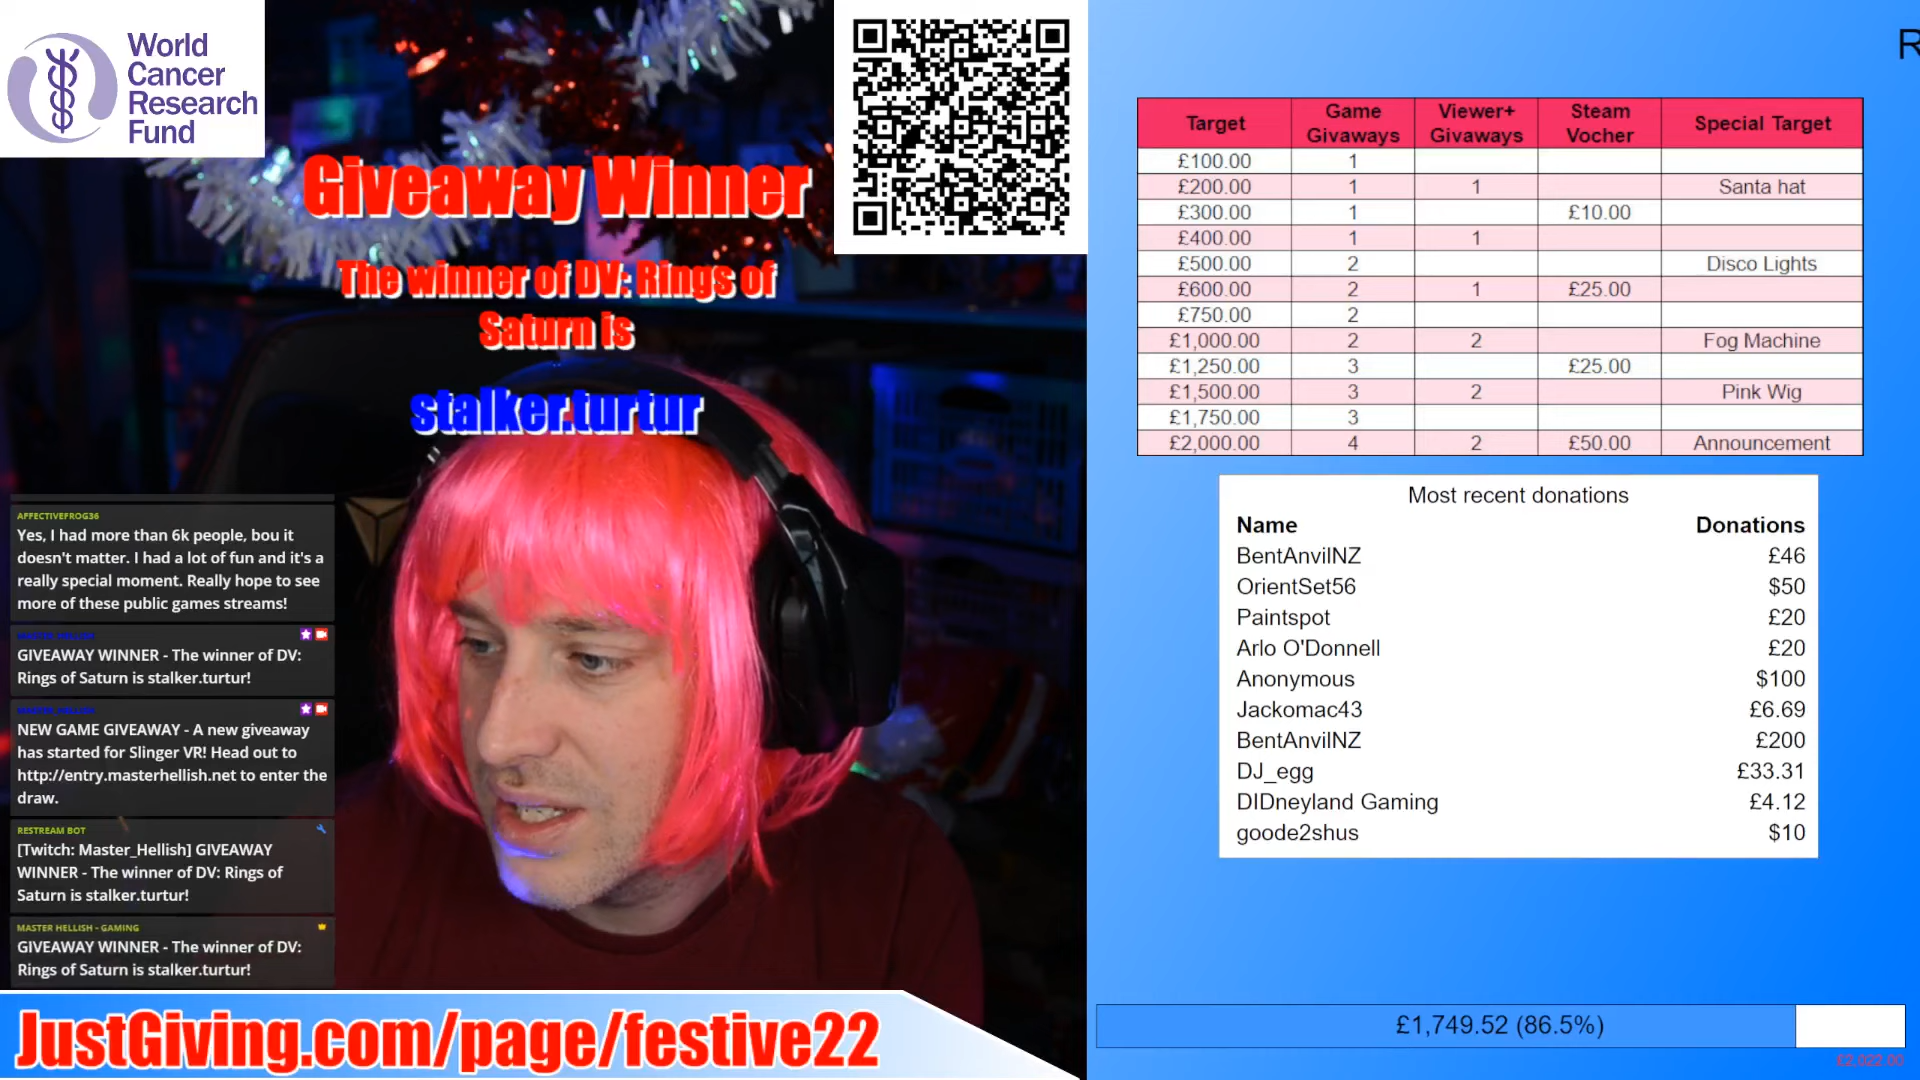 World
Cancer
Research
Fund
Giveaway Winner
The winner of DV: Rings of
Saturn is
stalker.turtur
AFFECTIVEFROG36
Yes, I had more than 6k people, bou it
doesn't matter. I had a lot of fun and it's a
really special moment. Really hope to see
more of these public games streams!
GIVEAWAY WINNER - The winner of DV:
Rings of Saturn is stalker.turtur!
NEW GAME GIVEAWAY - A new giveaway
has started for Slinger VR! Head out to
http://entry.masterhellish.net to enter the
draw.
RESTREAM BOT
[Twitch: Master_Hellish] GIVEAWAY
WINNER - The winner of DV: Rings of
Saturn is stalker.turtur!
MASTER HELLISH - GAMING
GIVEAWAY WINNER - The winner of DV:
Rings of Saturn is stalker.turtur!
JustGiving.com/page/festive22
R
Target Game Givaways Viewer+ Givaways Steam Vocher Special Target
£100.00 1
£200.00 1 1 Santa hat
£300.00 1 £10.00
£400.00 1 1
£500.00 2 Disco Lights
£600.00 2 1 £25.00
£750.00 2
£1,000.00 2 2 Fog Machine
£1,250.00 3 £25.00
£1,500.00 3 2 Pink Wig
£1,750.00 3
£2,000.00 4 2 £50.00 Announcement
Most recent donations
Name Donations
BentAnvilNZ £46
OrientSet56 $50
Paintspot £20
Arlo O'Donnell £20
Anonymous $100
Jackomac43 £6.69
BentAnvilNZ £200
DJ_egg £33.31
DIDneyland Gaming £4.12
goode2shus $10
£1,749.52 (86.5%)
£2,022.00